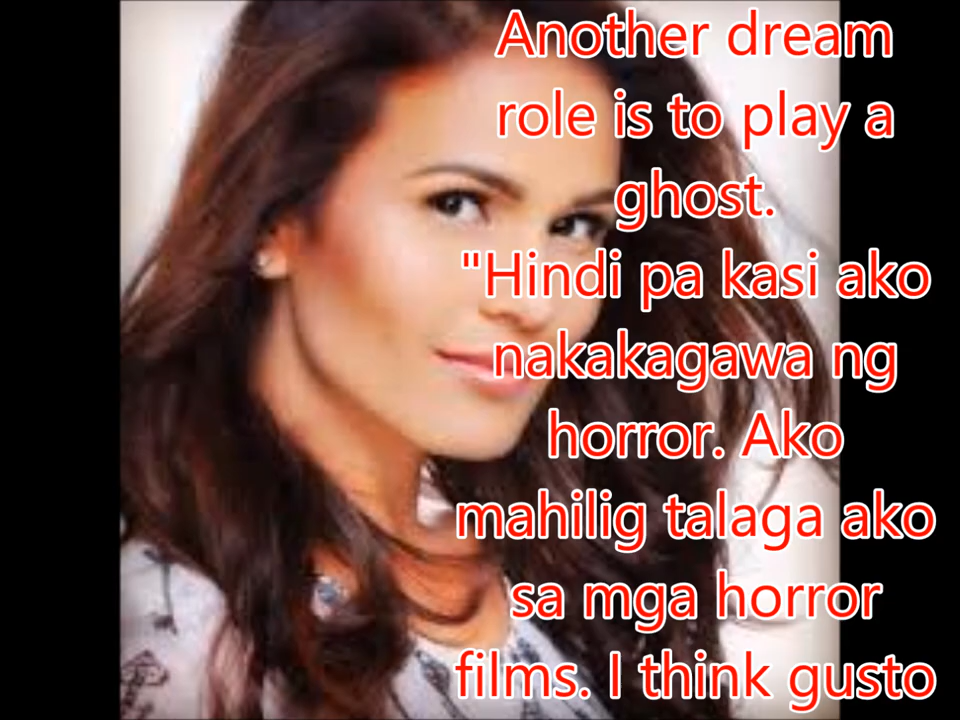 Another dream
role is to play a
ghost.
"Hindi pa kasi ako
nakakagawa ng
horror. Ako
mahilig talaga ako
sa mga horror
films. I think gusto